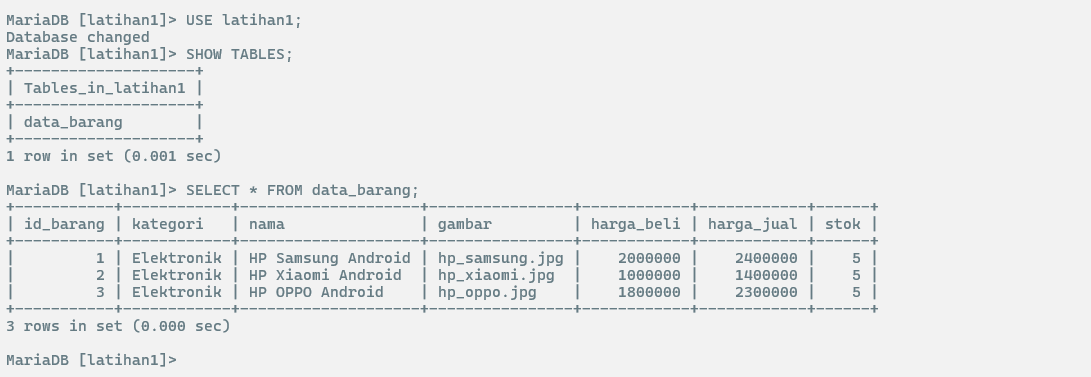 MariaDB [latihan1]> USE latihan1;
Database changed
MariaDB [latihan1]> SHOW TABLES;
+--------------------+
| Tables_in_latihan1 |
+--------------------+
| data_barang        |
+--------------------+
1 row in set (0.001 sec)

MariaDB [latihan1]> SELECT * FROM data_barang;
+-----------+------------+--------------------+----------------+------------+------------+------+
| id_barang | kategori   | nama               | gambar         | harga_beli | harga_jual | stok |
+-----------+------------+--------------------+----------------+------------+------------+------+
|         1 | Elektronik | HP Samsung Android | hp_samsung.jpg |    2000000 |    2400000 |    5 |
|         2 | Elektronik | HP Xiaomi Android  | hp_xiaomi.jpg  |    1000000 |    1400000 |    5 |
|         3 | Elektronik | HP OPPO Android    | hp_oppo.jpg    |    1800000 |    2300000 |    5 |
+-----------+------------+--------------------+----------------+------------+------------+------+
3 rows in set (0.000 sec)

MariaDB [latihan1]>